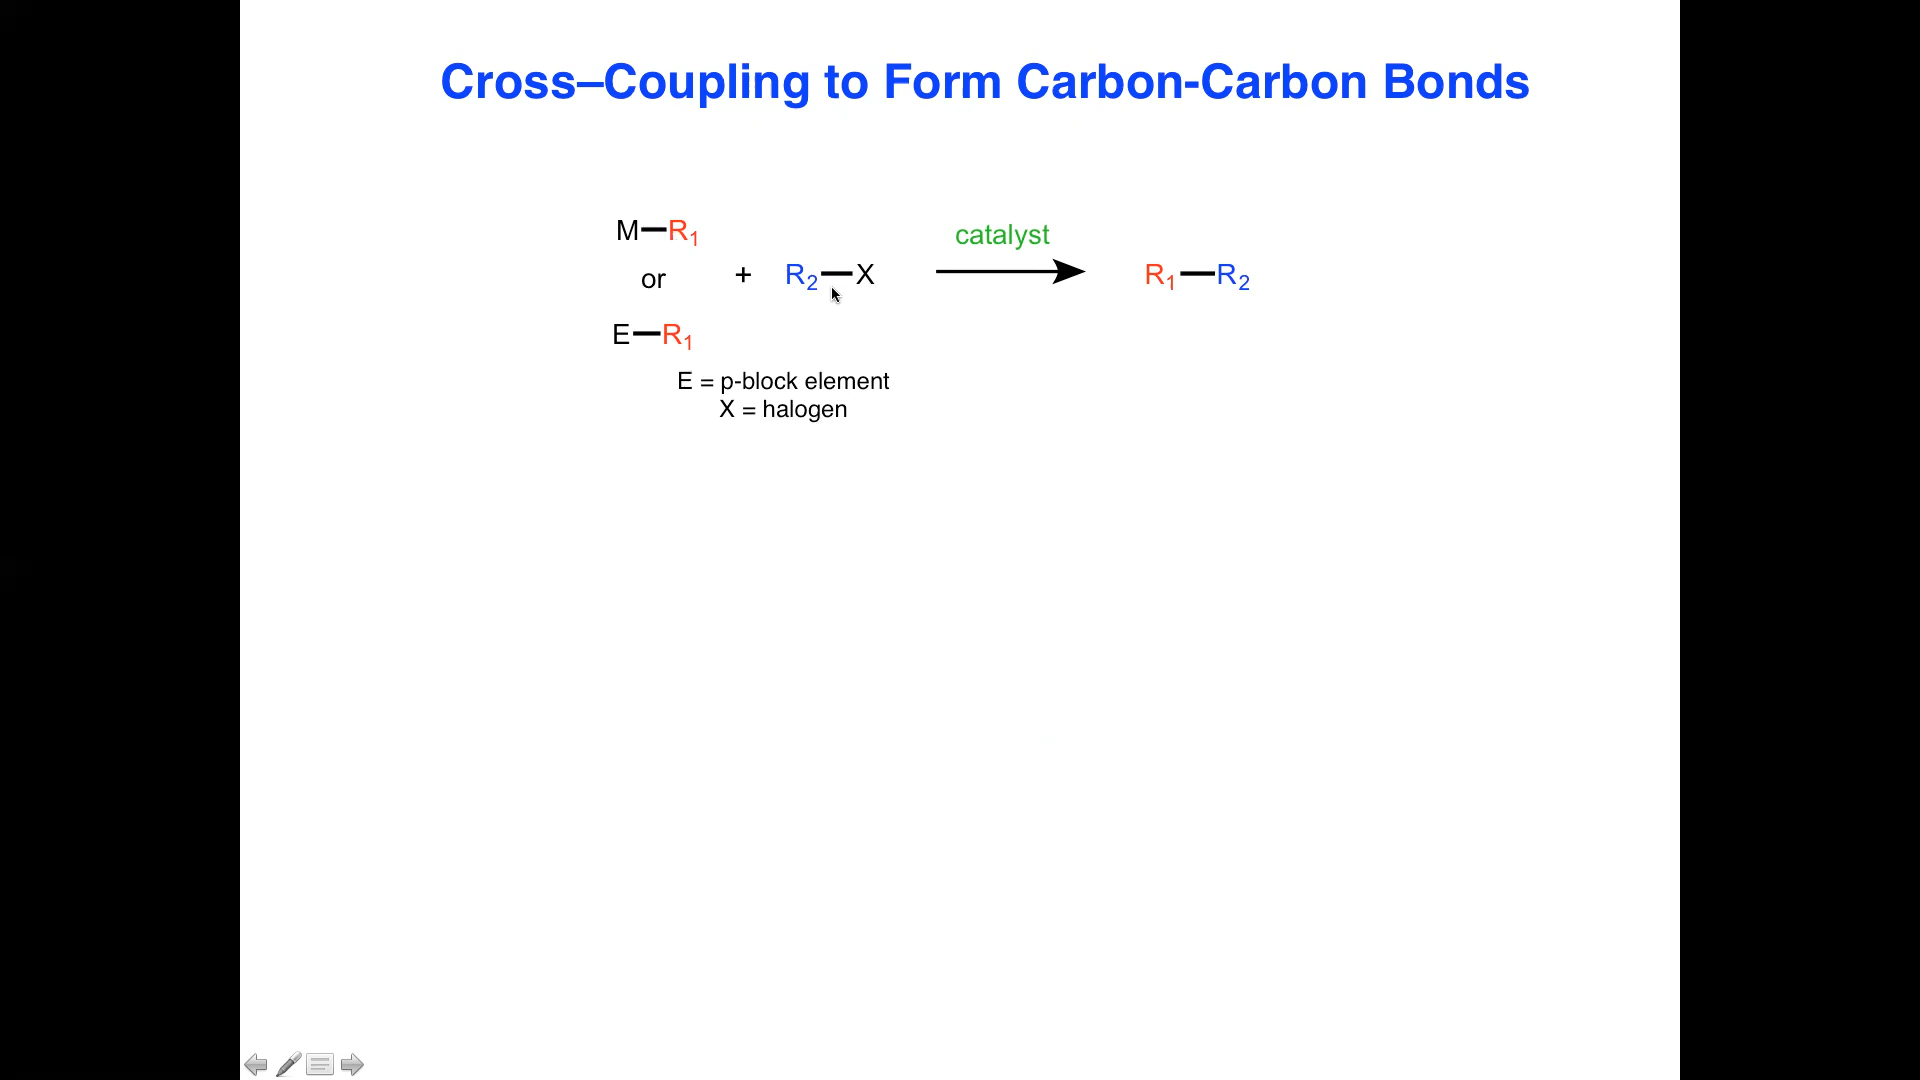 Cross–Coupling to Form Carbon-Carbon Bonds
M—R₁
or
E—R₁
+
R₂—X
catalyst
R₁—R₂
E = p-block element
X = halogen